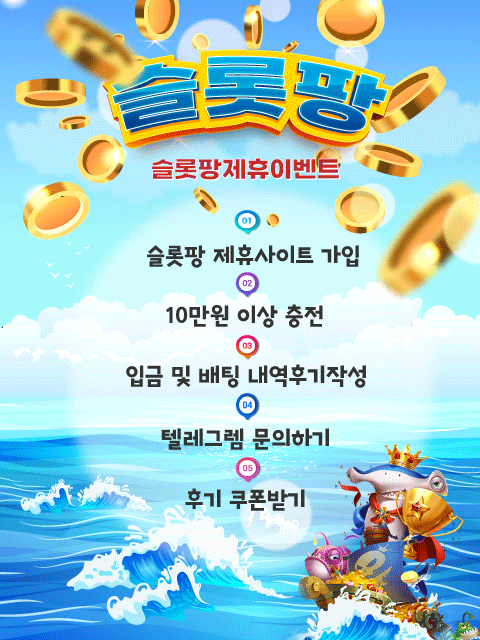 슬롯팡
슬롯팡제휴이벤트
01
슬롯팡 제휴사이트 가입
02
10만원 이상 충전
03
입금 및 배팅 내역후기작성
04
텔레그렘 문의하기
05
후기 쿠폰받기